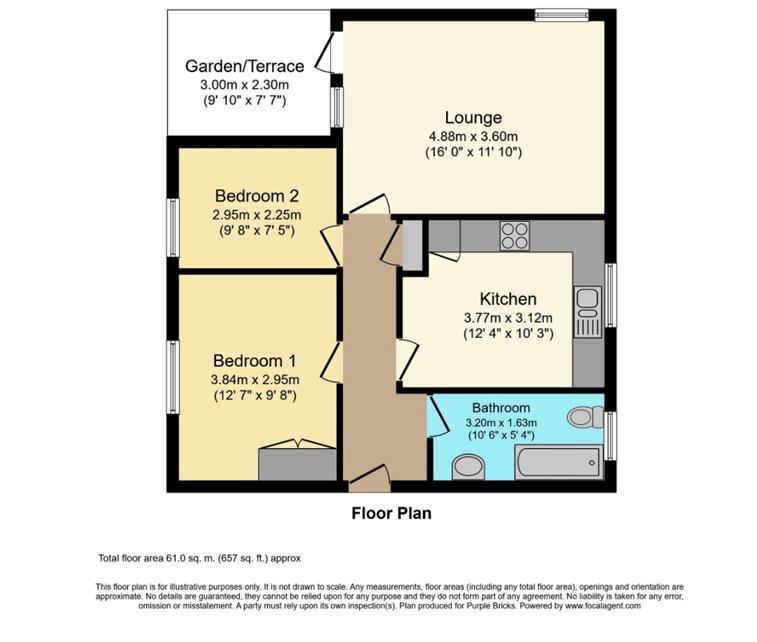 Garden/Terrace
3.00m x 2.30m
(9' 10" x 7' 7")
Lounge
4.88m x 3.60m
(16' 0" x 11' 10")
Bedroom 2
2.95m x 2.25m
(9' 8" x 7' 5")
Kitchen
3.77m x 3.12m
(12' 4" x 10' 3")
Bedroom 1
3.84m x 2.95m
(12' 7" x 9' 8")
Bathroom
3.20m x 1.63m
(10' 6" x 5' 4")
Floor Plan
Total floor area 61.0 sq. m. (657 sq. ft.) approx
This floor plan is for illustrative purposes only. It is not drawn to scale. Any measurements, floor areas (including any total floor area), openings and orientation are
approximate. No details are guaranteed, they cannot be relied upon for any purpose and they do not form part of any agreement. No liability is taken for any error,
omission or misstatement. A party must rely upon its own inspection(s). Plan produced for Purple Bricks. Powered by www.focalagent.com